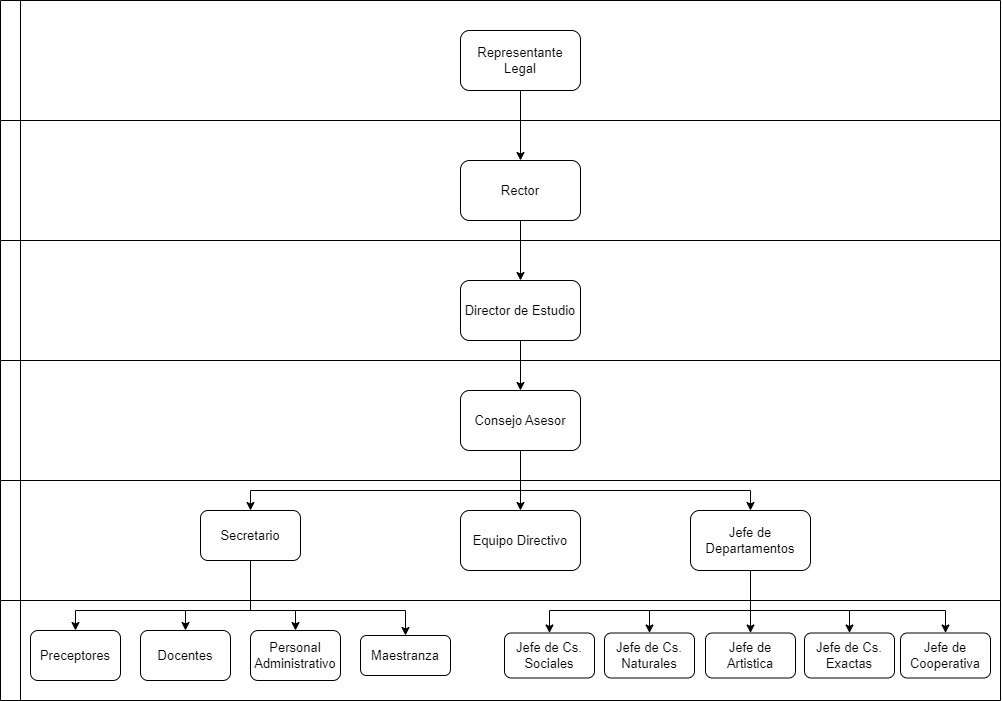 Representante
Legal
Rector
Director de Estudio
Consejo Asesor
Secretario
Equipo Directivo
Jefe de
Departamentos
Preceptores
Docentes
Personal
Administrativo
Maestranza
Jefe de Cs.
Sociales
Jefe de Cs.
Naturales
Jefe de
Artistica
Jefe de Cs.
Exactas
Jefe de
Cooperativa